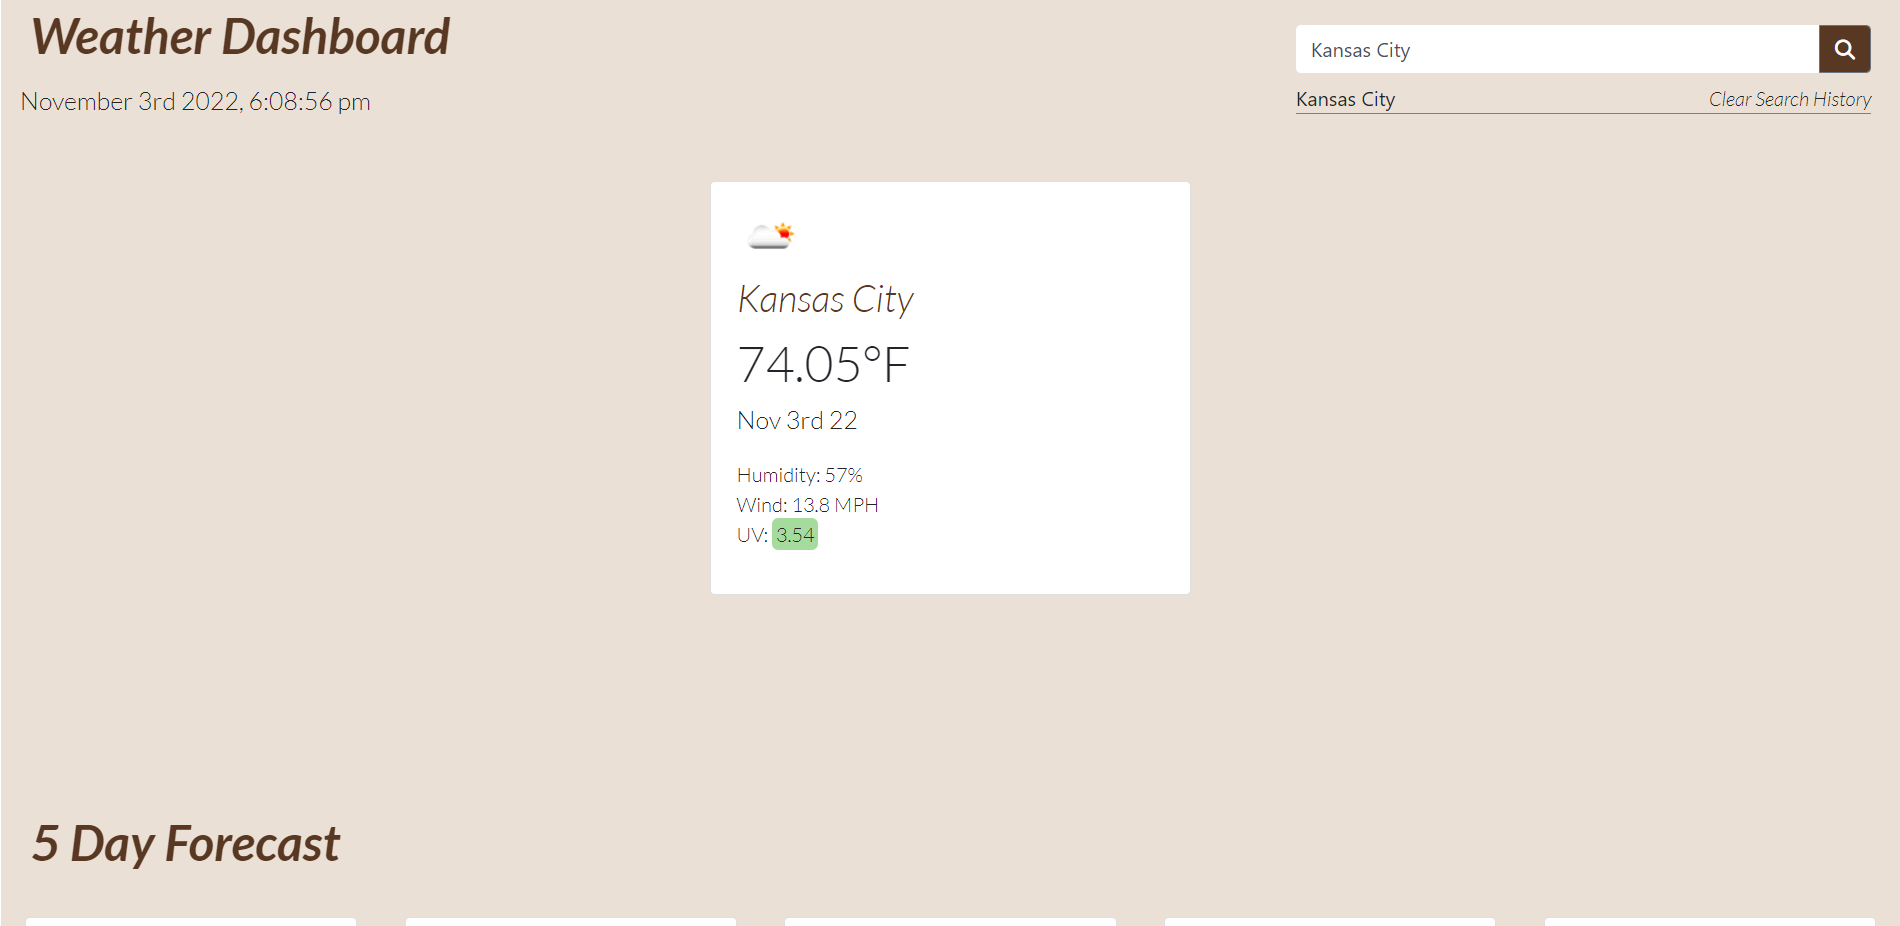 Weather Dashboard
November 3rd 2022, 6:08:56 pm
Kansas City
Kansas City
Clear Search History
Kansas City
74.05°F
Nov 3rd 22
Humidity: 57%
Wind: 13.8 MPH
UV: 3.54
5 Day Forecast